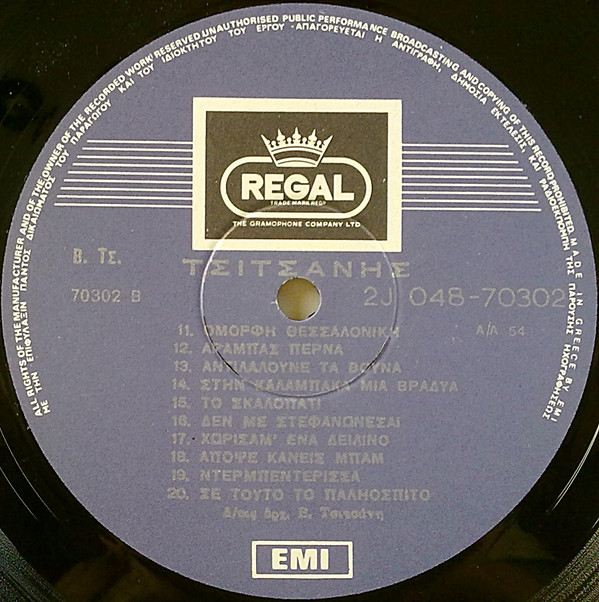 ALL RIGHTS OF THE MANUFACTURER AND OF THE OWNER OF THE RECORDED WORK RESERVED UNAUTHORISED PUBLIC PERFORMANCE BROADCASTING AND COPYING OF THIS RECORD PROHIBITED. MADE IN GREECE BY EMI
ΜΕ ΤΗΝ ΕΠΙΦΥΛΑΞΙΝ ΠΑΝΤΟΣ ΔΙΚΑΙΩΜΑΤΟΣ ΤΟΥ ΠΑΡΑΓΩΓΟΥ ΚΑΙ ΤΟΥ ΙΔΙΟΚΤΗΤΟΥ ΤΟΥ ΕΡΓΟΥ - ΑΠΑΓΟΡΕΥΕΤΑΙ Η ΑΝΤΙΓΡΑΦΗ, ΔΗΜΟΣΙΑ ΕΚΤΕΛΕΣΙΣ ΚΑΙ ΡΑΔΙΟΕΚΠΟΜΠΗ ΤΗΣ ΠΑΡΟΥΣΗΣ ΗΧΟΓΡΑΦΗΣΕΩΣ
REGAL
TRADE MARK REGD
THE GRAMOPHONE COMPANY LTD.
Β. Τσ.
ΤΣΙΤΣΑΝΗΣ
70302 B
2J 048-70302
11. ΟΜΟΡΦΗ ΘΕΣΣΑΛΟΝΙΚΗ
Α/Λ 54
12. ΑΡΑΜΠΑΣ ΠΕΡΝΑ
13. ΑΝΤΙΛΑΛΟΥΝΕ ΤΑ ΒΟΥΝΑ
14. ΣΤΗΝ ΚΑΛΑΜΠΑΚΑ ΜΙΑ ΒΡΑΔΥΑ
15. ΤΟ ΣΚΑΛΟΠΑΤΙ
16. ΔΕΝ ΜΕ ΣΤΕΦΑΝΩΝΕΣΑΙ
17. ΧΩΡΙΣΑΜ' ΕΝΑ ΔΕΙΛΙΝΟ
18. ΑΠΟΨΕ ΚΑΝΕΙΣ ΜΠΑΜ
19. ΝΤΕΡΜΠΕΝΤΕΡΙΣΣΑ
20. ΣΕ ΤΟΥΤΟ ΤΟ ΠΑΛΗΟΣΠΙΤΟ
Δ/σις ὀρχ. Β. Τσιτσάνη
EMI